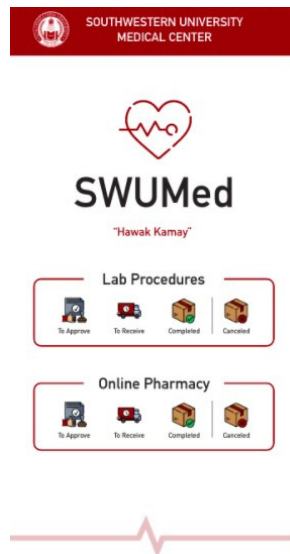 SOUTHWESTERN UNIVERSITY
MEDICAL CENTER
SWUMed
"Hawak Kamay"
Lab Procedures
To Approve To Receive Completed Canceled
Online Pharmacy
To Approve To Receive Completed Canceled